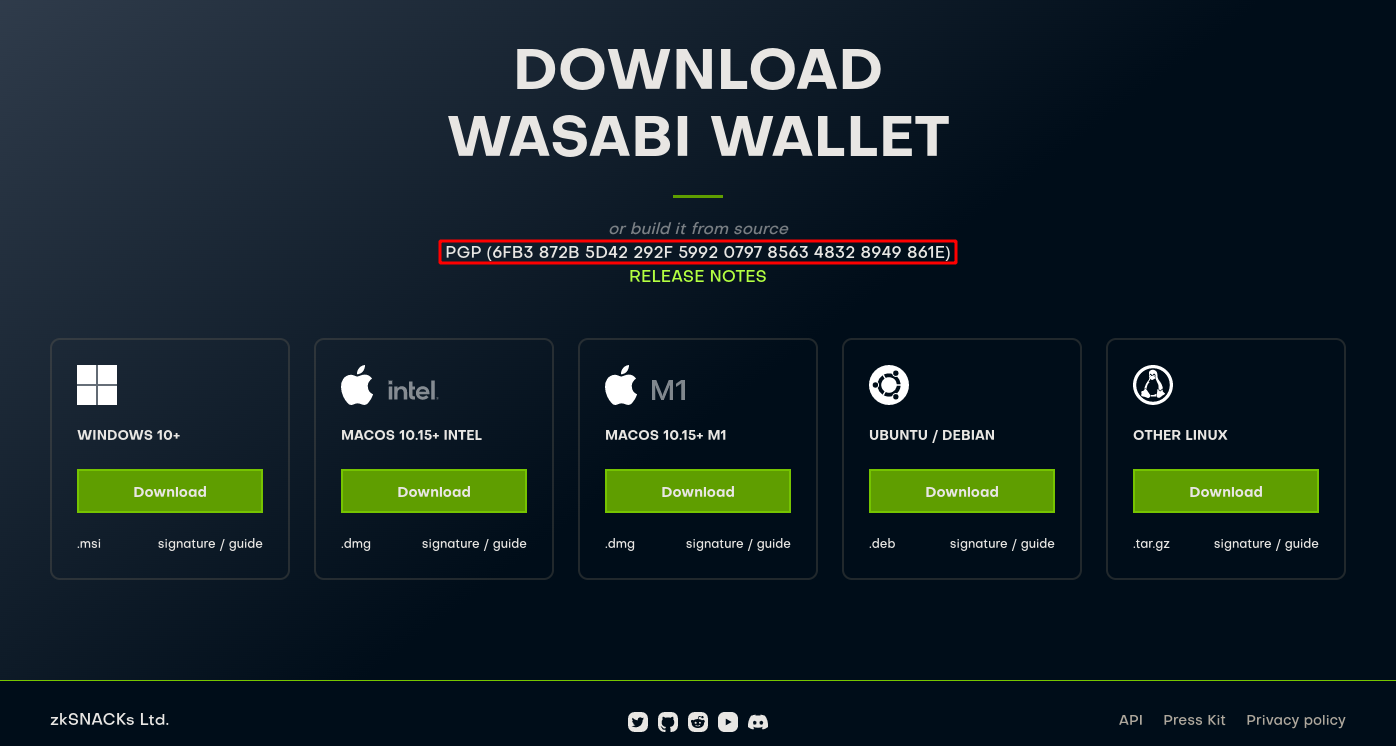 DOWNLOAD
WASABI WALLET
or build it from source
PGP (6FB3 872B 5D42 292F 5992 0797 8563 4832 8949 861E)
RELEASE NOTES
WINDOWS 10+
Download
.msi signature / guide
intel.
MACOS 10.15+ INTEL
Download
.dmg signature / guide
M1
MACOS 10.15+ M1
Download
.dmg signature / guide
UBUNTU / DEBIAN
Download
.deb signature / guide
OTHER LINUX
Download
.tar.gz signature / guide
zkSNACKs Ltd.
API Press Kit Privacy policy